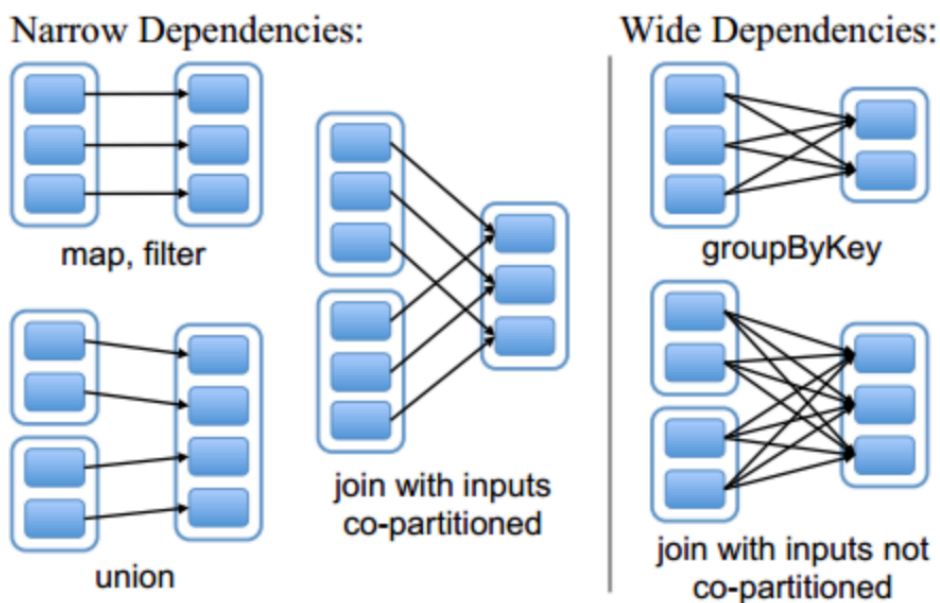 Narrow Dependencies:
map, filter
union
join with inputs
co-partitioned
Wide Dependencies:
groupByKey
join with inputs not
co-partitioned